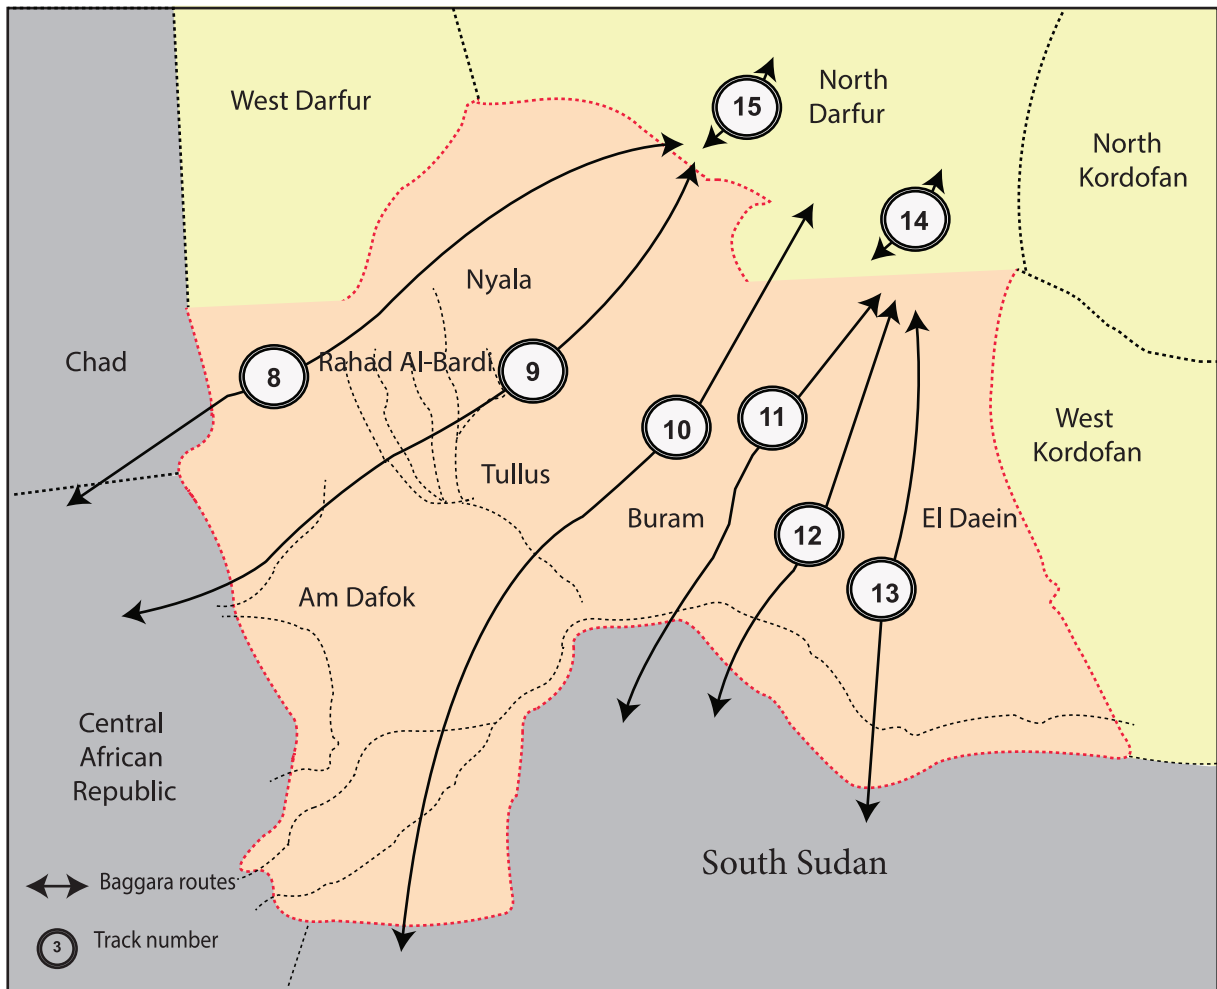 West Darfur
15
North
Darfur
North
Kordofan
14
Nyala
Chad
8
Rahad Al-Bardi
9
10
11
West
Kordofan
Tullus
Buram
12
El Daein
Am Dafok
13
Central
African
Republic
South Sudan
Baggara routes
3
Track number